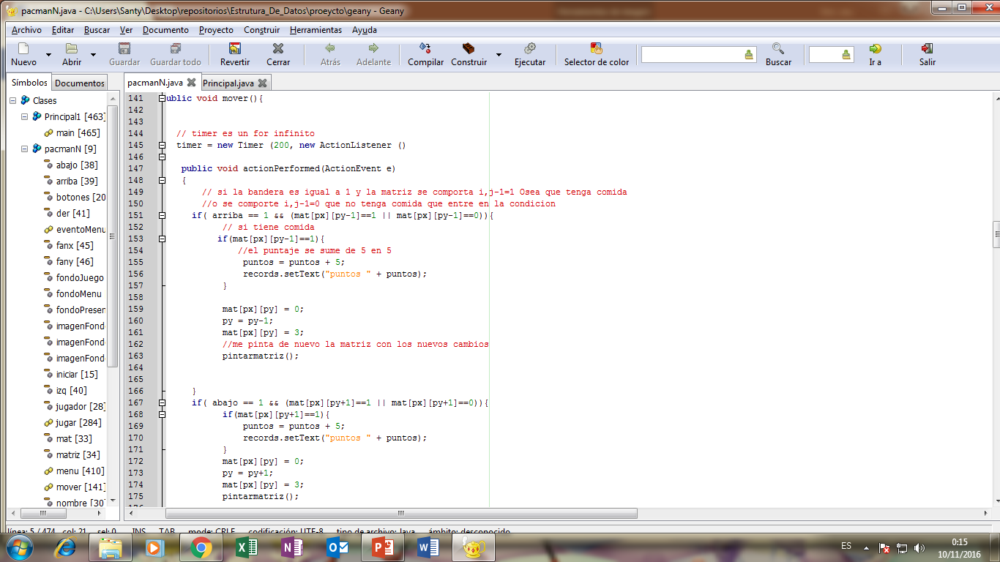 pacmanN.java - C:\Users\Santy\Desktop\repositorios\Estrutura_De_Datos\proeycto\geany - Geany
Archivo Editar Buscar Ver Documento Proyecto Construir Herramientas Ayuda
Nuevo Abrir Guardar Guardar todo Revertir Cerrar Atrás Adelante Compilar Construir Ejecutar Selector de color Buscar Ir a Salir
Símbolos Documentos
Clases
Principal1 [463]
main [465]
pacmanN [9]
abajo [38]
arriba [39]
botones [20
der [41]
eventoMenu
fanx [45]
fany [46]
fondoJuego
fondoMenu
fondoPresen
imagenFond
imagenFond
imagenFond
iniciar [15]
izq [40]
jugador [28]
jugar [284]
mat [33]
matriz [34]
menu [410]
mover [141]
nombre [30]
pacmanN.java Principal.java
141 ublic void mover(){
142
143
144 // timer es un for infinito
145 timer = new Timer (200, new ActionListener ()
146
147 public void actionPerformed(ActionEvent e)
148 {
149 // si la bandera es igual a 1 y la matriz se comporta i,j-1=1 Osea que tenga comida
150 //o se comporte i,j-1=0 que no tenga comida que entre en la condicion
151 if( arriba == 1 && (mat[px][py-1]==1 || mat[px][py-1]==0)){
152 // si tiene comida
153 if(mat[px][py-1]==1){
154 //el puntaje se sume de 5 en 5
155 puntos = puntos + 5;
156 records.setText("puntos " + puntos);
157 }
158
159 mat[px][py] = 0;
160 py = py-1;
161 mat[px][py] = 3;
162 //me pinta de nuevo la matriz con los nuevos cambios
163 pintarmatriz();
164
165
166 }
167 if( abajo == 1 && (mat[px][py+1]==1 || mat[px][py+1]==0)){
168 if(mat[px][py+1]==1){
169 puntos = puntos + 5;
170 records.setText("puntos " + puntos);
171 }
172 mat[px][py] = 0;
173 py = py+1;
174 mat[px][py] = 3;
175 pintarmatriz();
línea: 5 / 474 col: 21 sel: 0 INS TAB mode: CRLF codificación: UTF-8 tipo de archivo: Java ámbito: desconocido
ES
0:15
10/11/2016